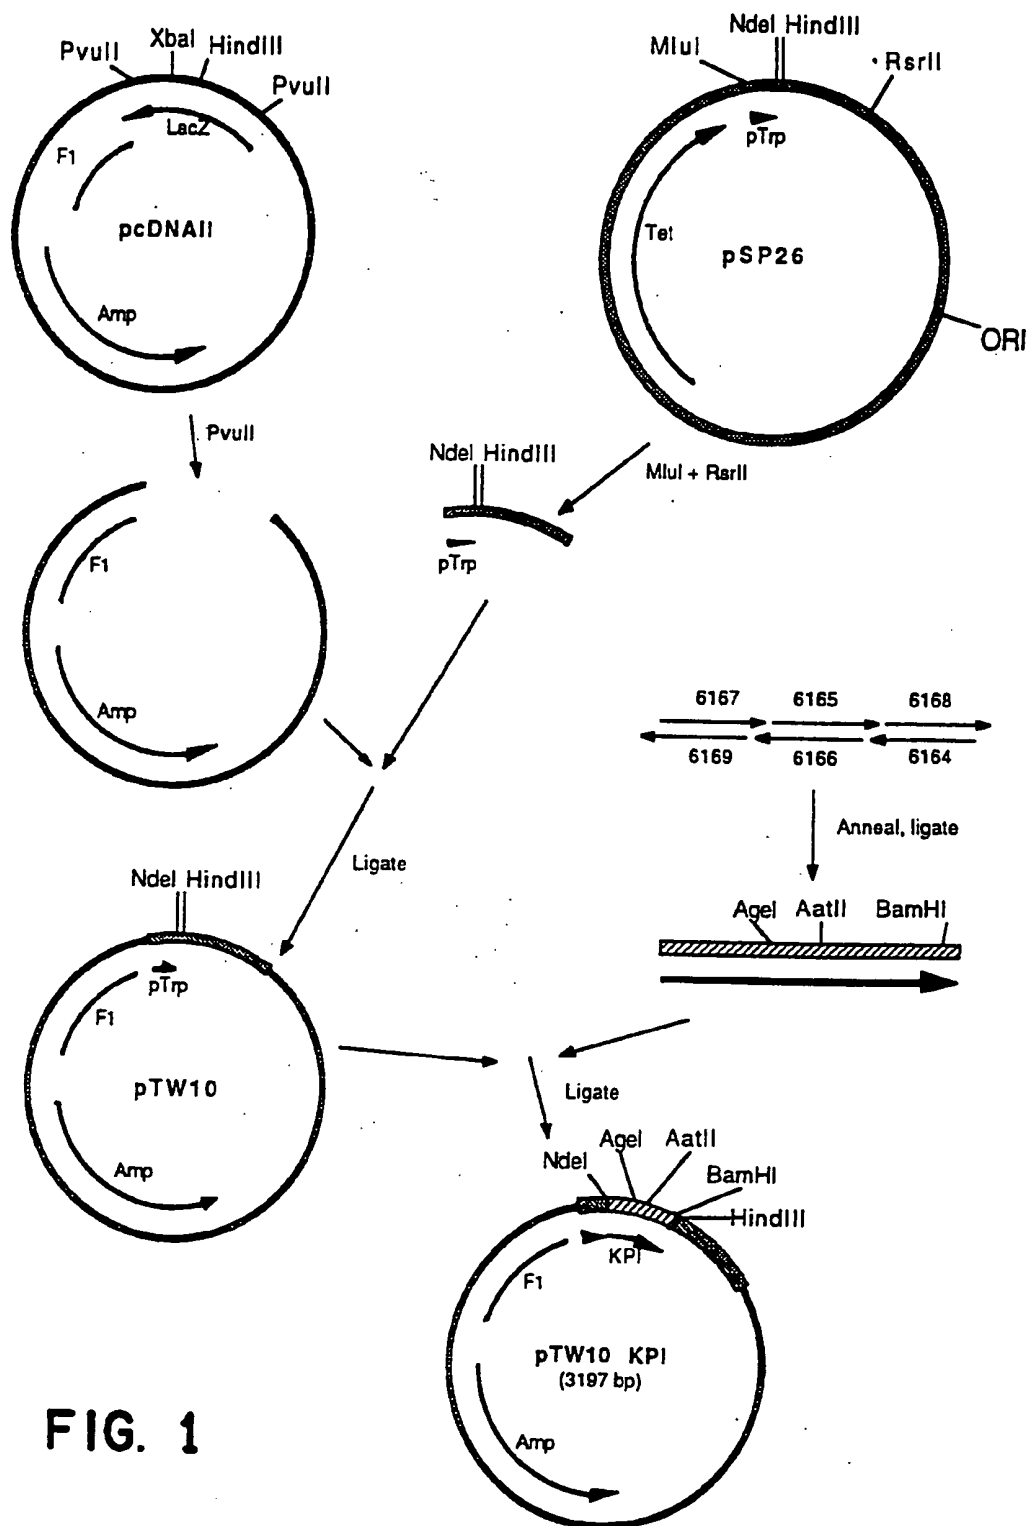 PvuII
XbaI
HindIII
PvuII
LacZ
F1
pcDNAII
Amp
NdeI HindIII
MluI
RsrII
pTrp
Tet
pSP26
ORI
PvuII
MluI + RsrII
NdeI HindIII
pTrp
F1
Amp
6167 6165 6168
6169 6166 6164
Anneal, ligate
Ligate
AgeI AatII BamHI
NdeI HindIII
pTrp
F1
pTW10
Amp
Ligate
NdeI
AgeI
AatII
BamHI
HindIII
KPI
F1
pTW10 KPI
(3197 bp)
Amp
FIG. 1